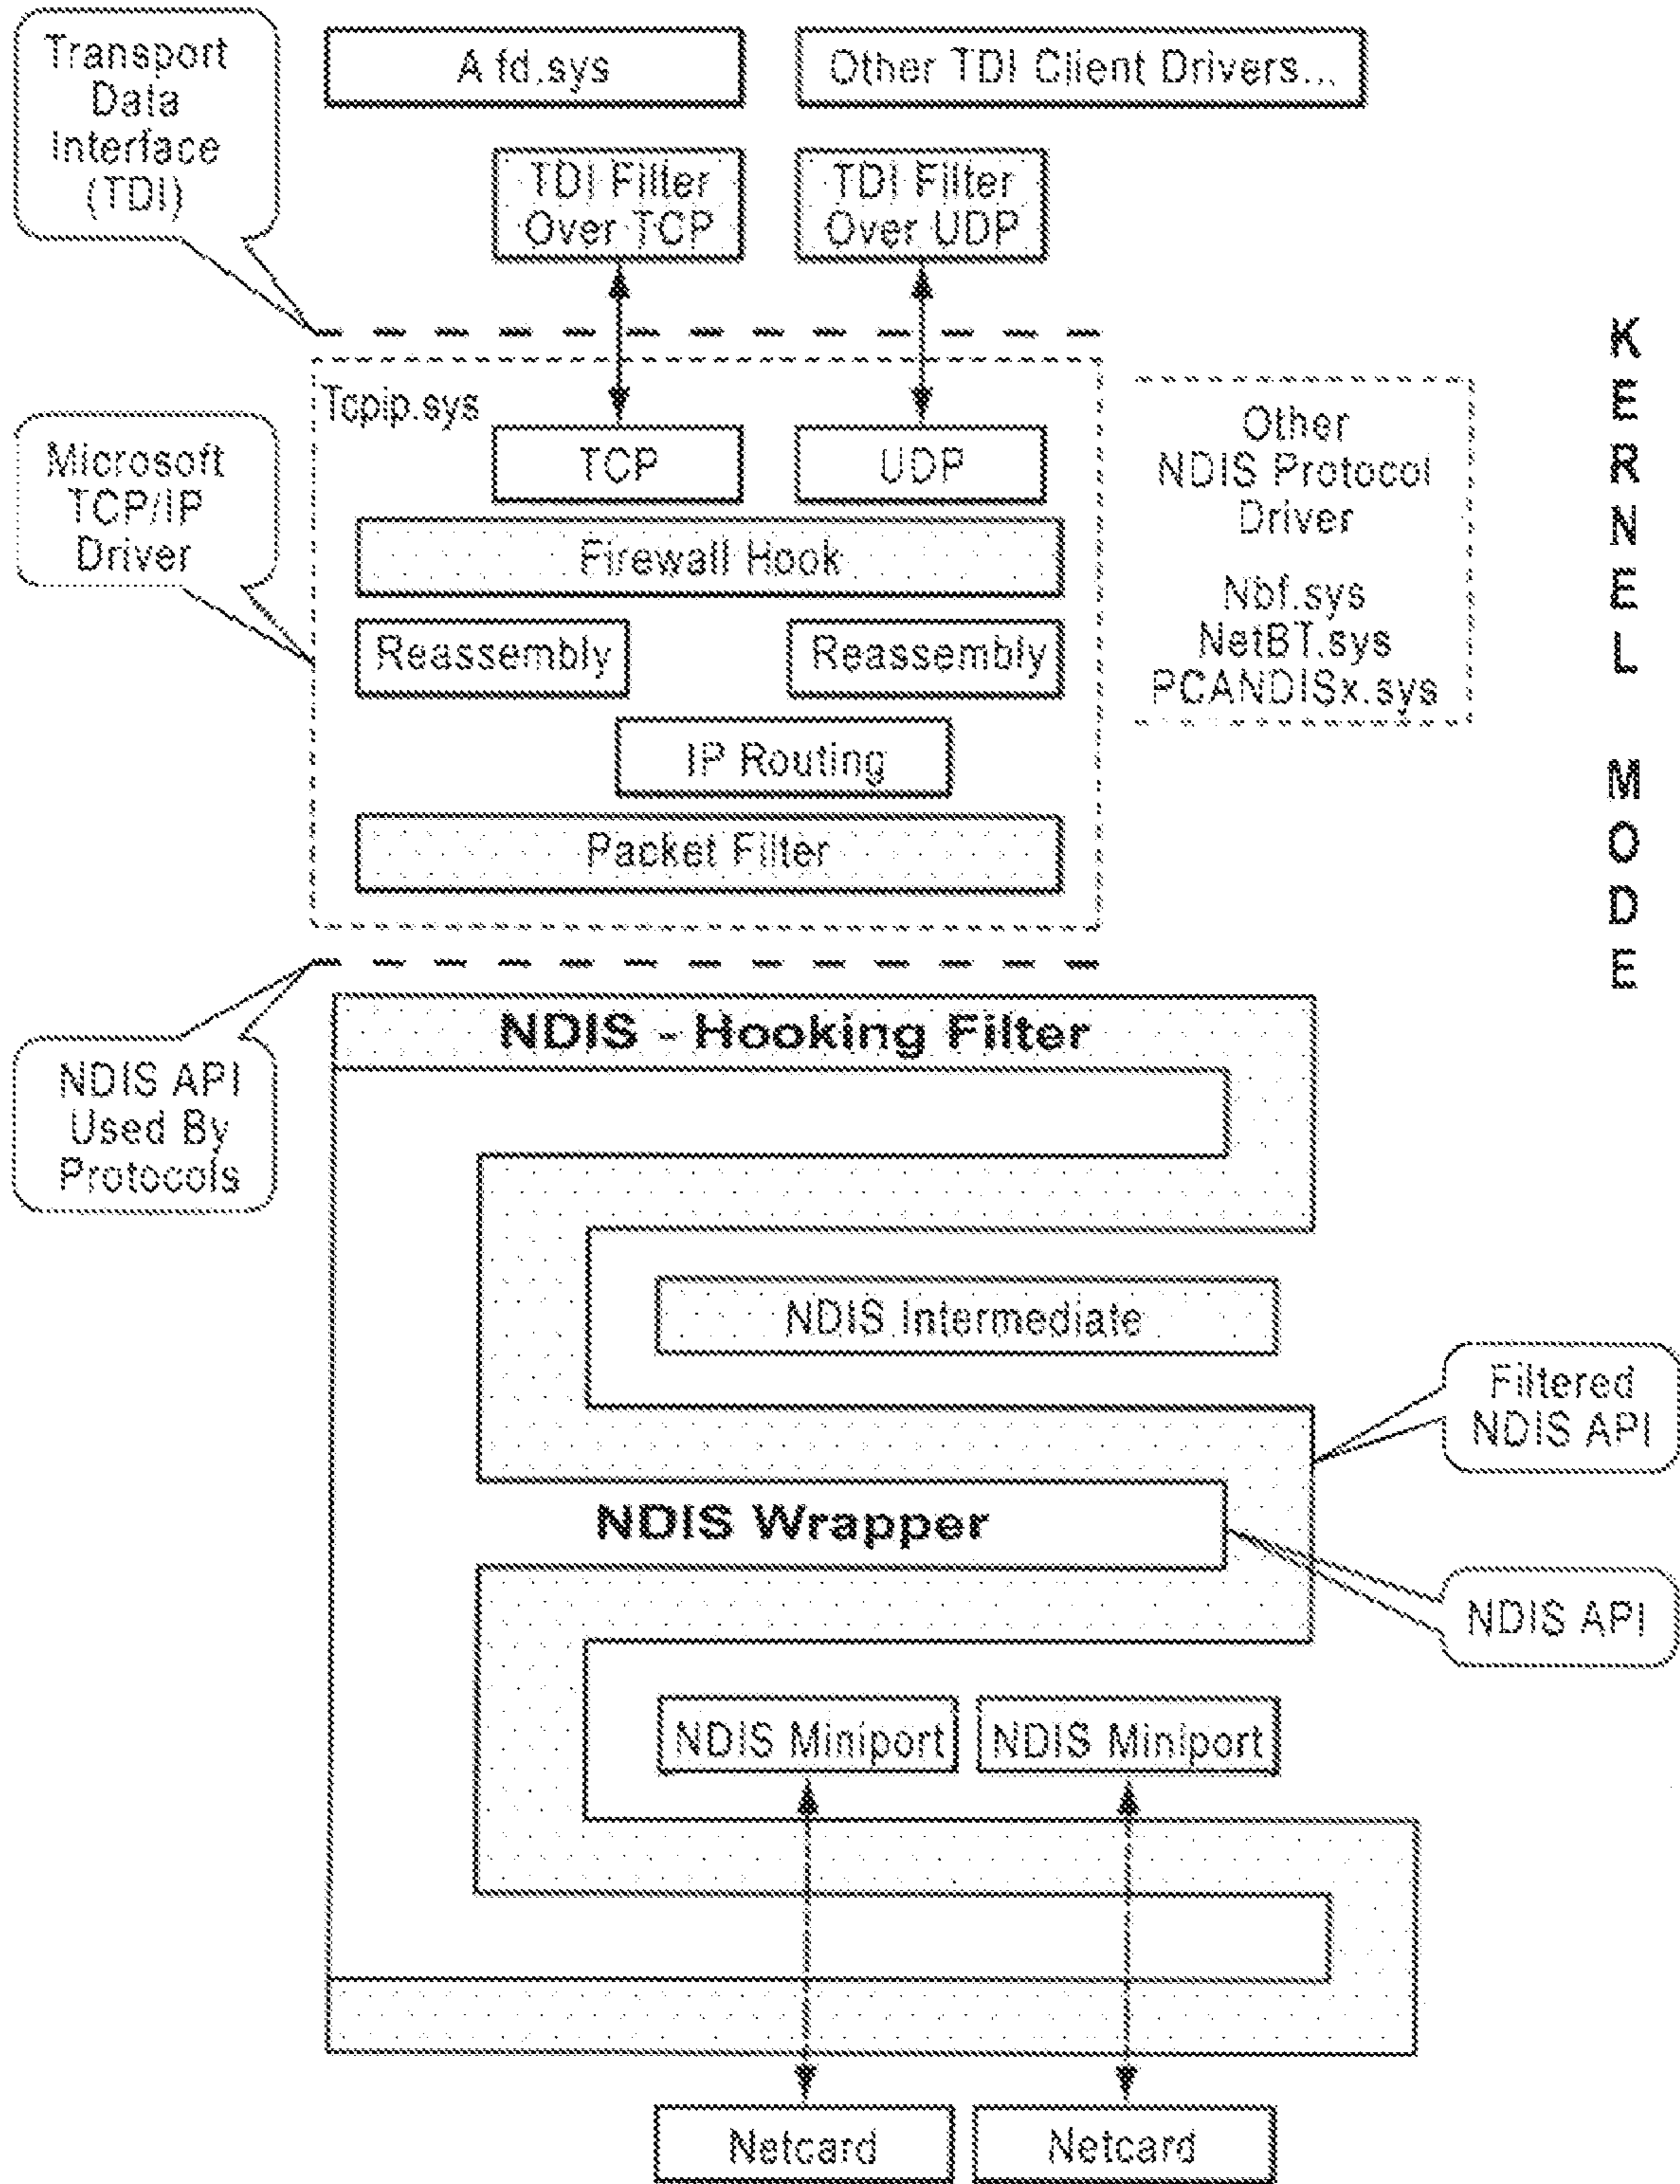 Transport
Data
Interface
(TDI)
A fd.sys
Other TDI Client Drivers...
TDI Filter
Over TCP
TDI Filter
Over UDP
Tcpip.sys
Microsoft
TCP/IP
Driver
TCP
UDP
Firewall Hook
Reassembly
Reassembly
IP Routing
Packet Filter
Other
NDIS Protocol
Driver
Nbf.sys
NetBT.sys
PCANDISx.sys
KERNEL MODE
NDIS API
Used By
Protocols
NDIS - Hooking Filter
NDIS Intermediate
Filtered
NDIS API
NDIS Wrapper
NDIS API
NDIS Miniport
NDIS Miniport
Netcard
Netcard